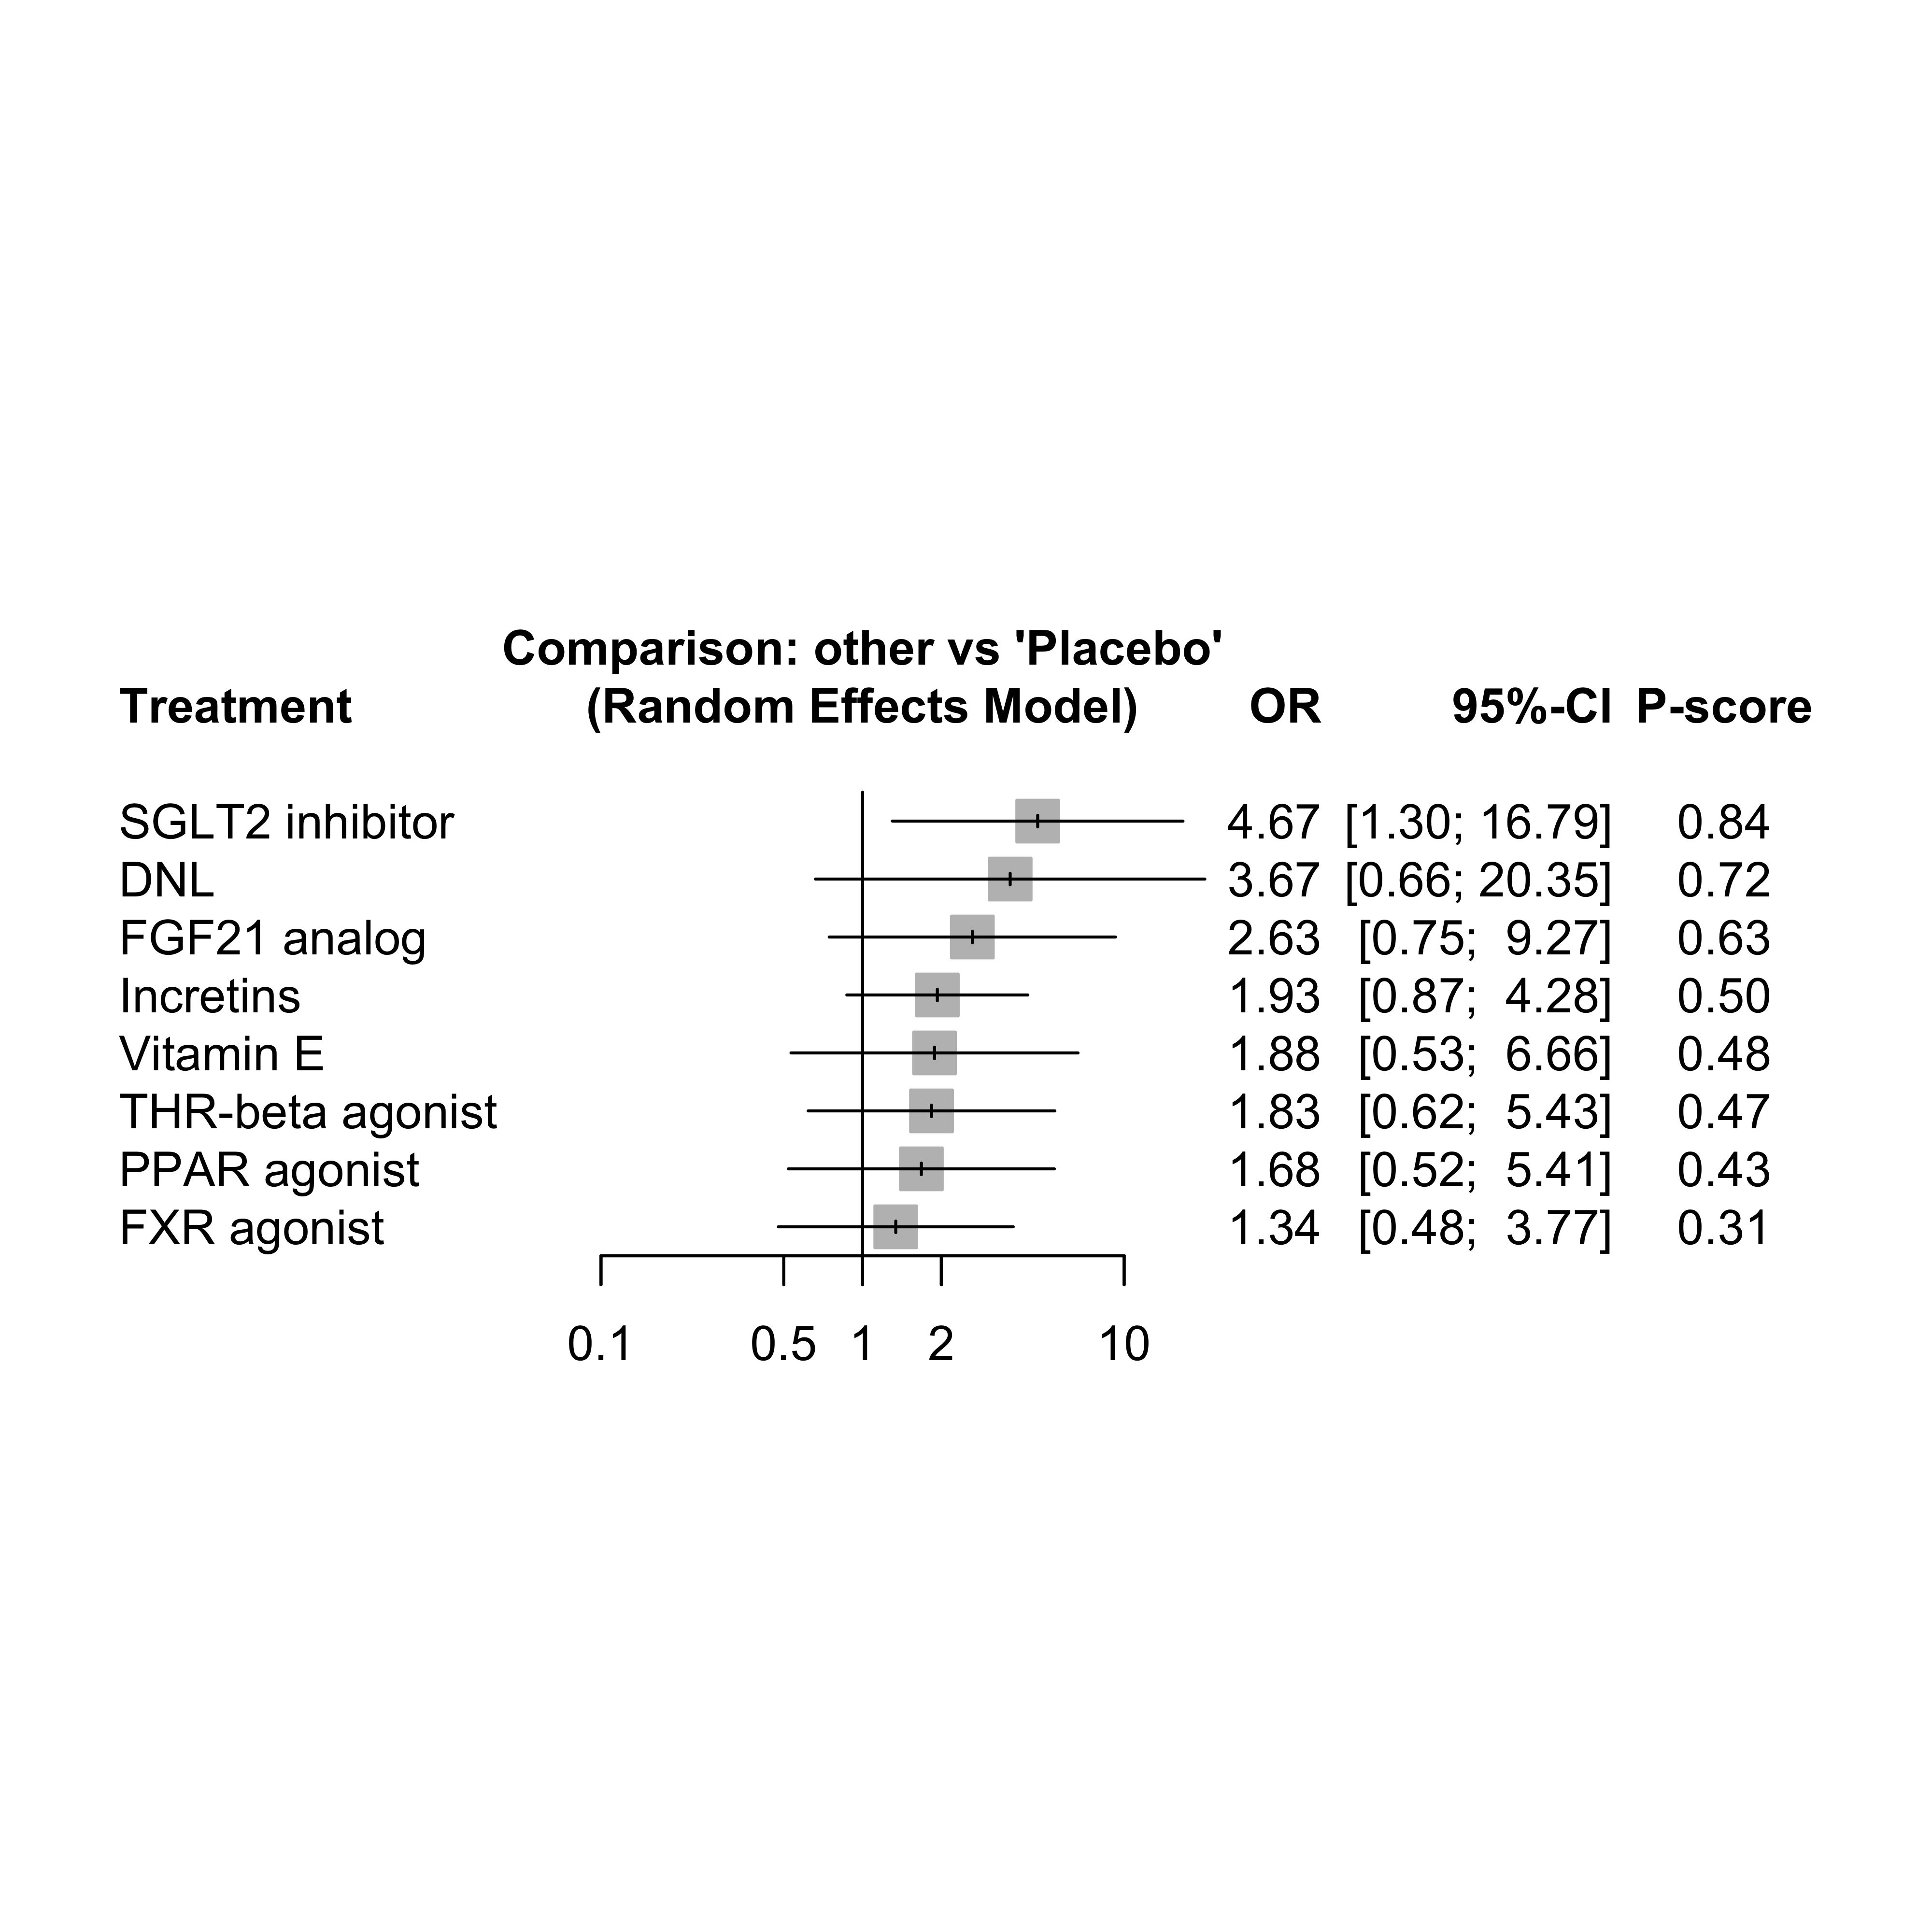 Comparison: other vs 'Placebo'
Treatment (Random Effects Model) OR 95%-CI P-score
SGLT2 inhibitor 4.67 [1.30; 16.79] 0.84
DNL 3.67 [0.66; 20.35] 0.72
FGF21 analog 2.63 [0.75; 9.27] 0.63
Incretins 1.93 [0.87; 4.28] 0.50
Vitamin E 1.88 [0.53; 6.66] 0.48
THR-beta agonist 1.83 [0.62; 5.43] 0.47
PPAR agonist 1.68 [0.52; 5.41] 0.43
FXR agonist 1.34 [0.48; 3.77] 0.31
0.1 0.5 1 2 10